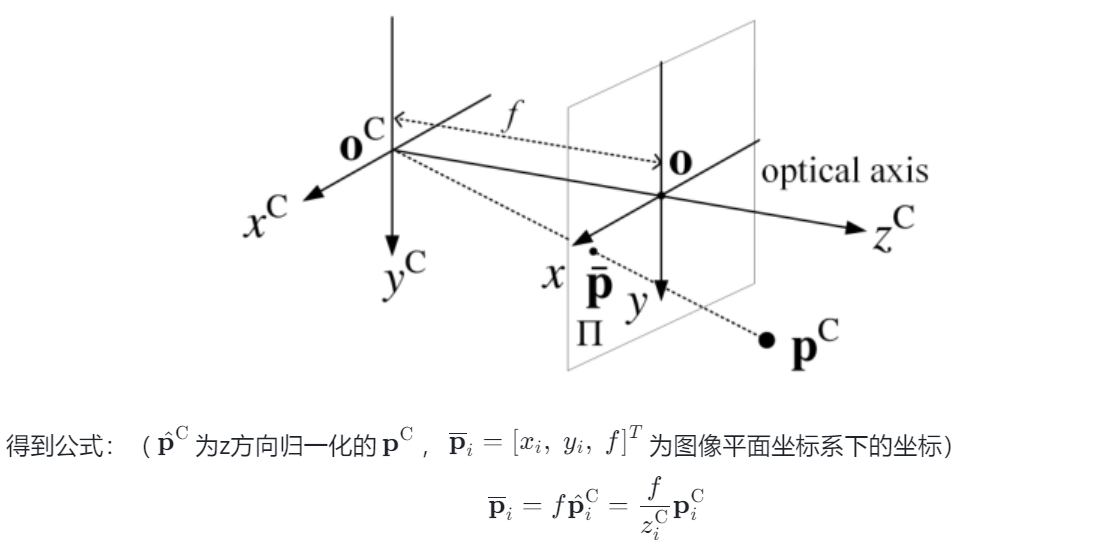 f
o^C
o
optical axis
x^C
z^C
y^C
x
p̄
y
Π
p^C
得到公式：（p̂^C 为z方向归一化的 p^C ，p̅_i = [x_i, y_i, f]^T 为图像平面坐标系下的坐标）
p̅_i = f p̂_i^C = \frac{f}{z_i^C} p_i^C